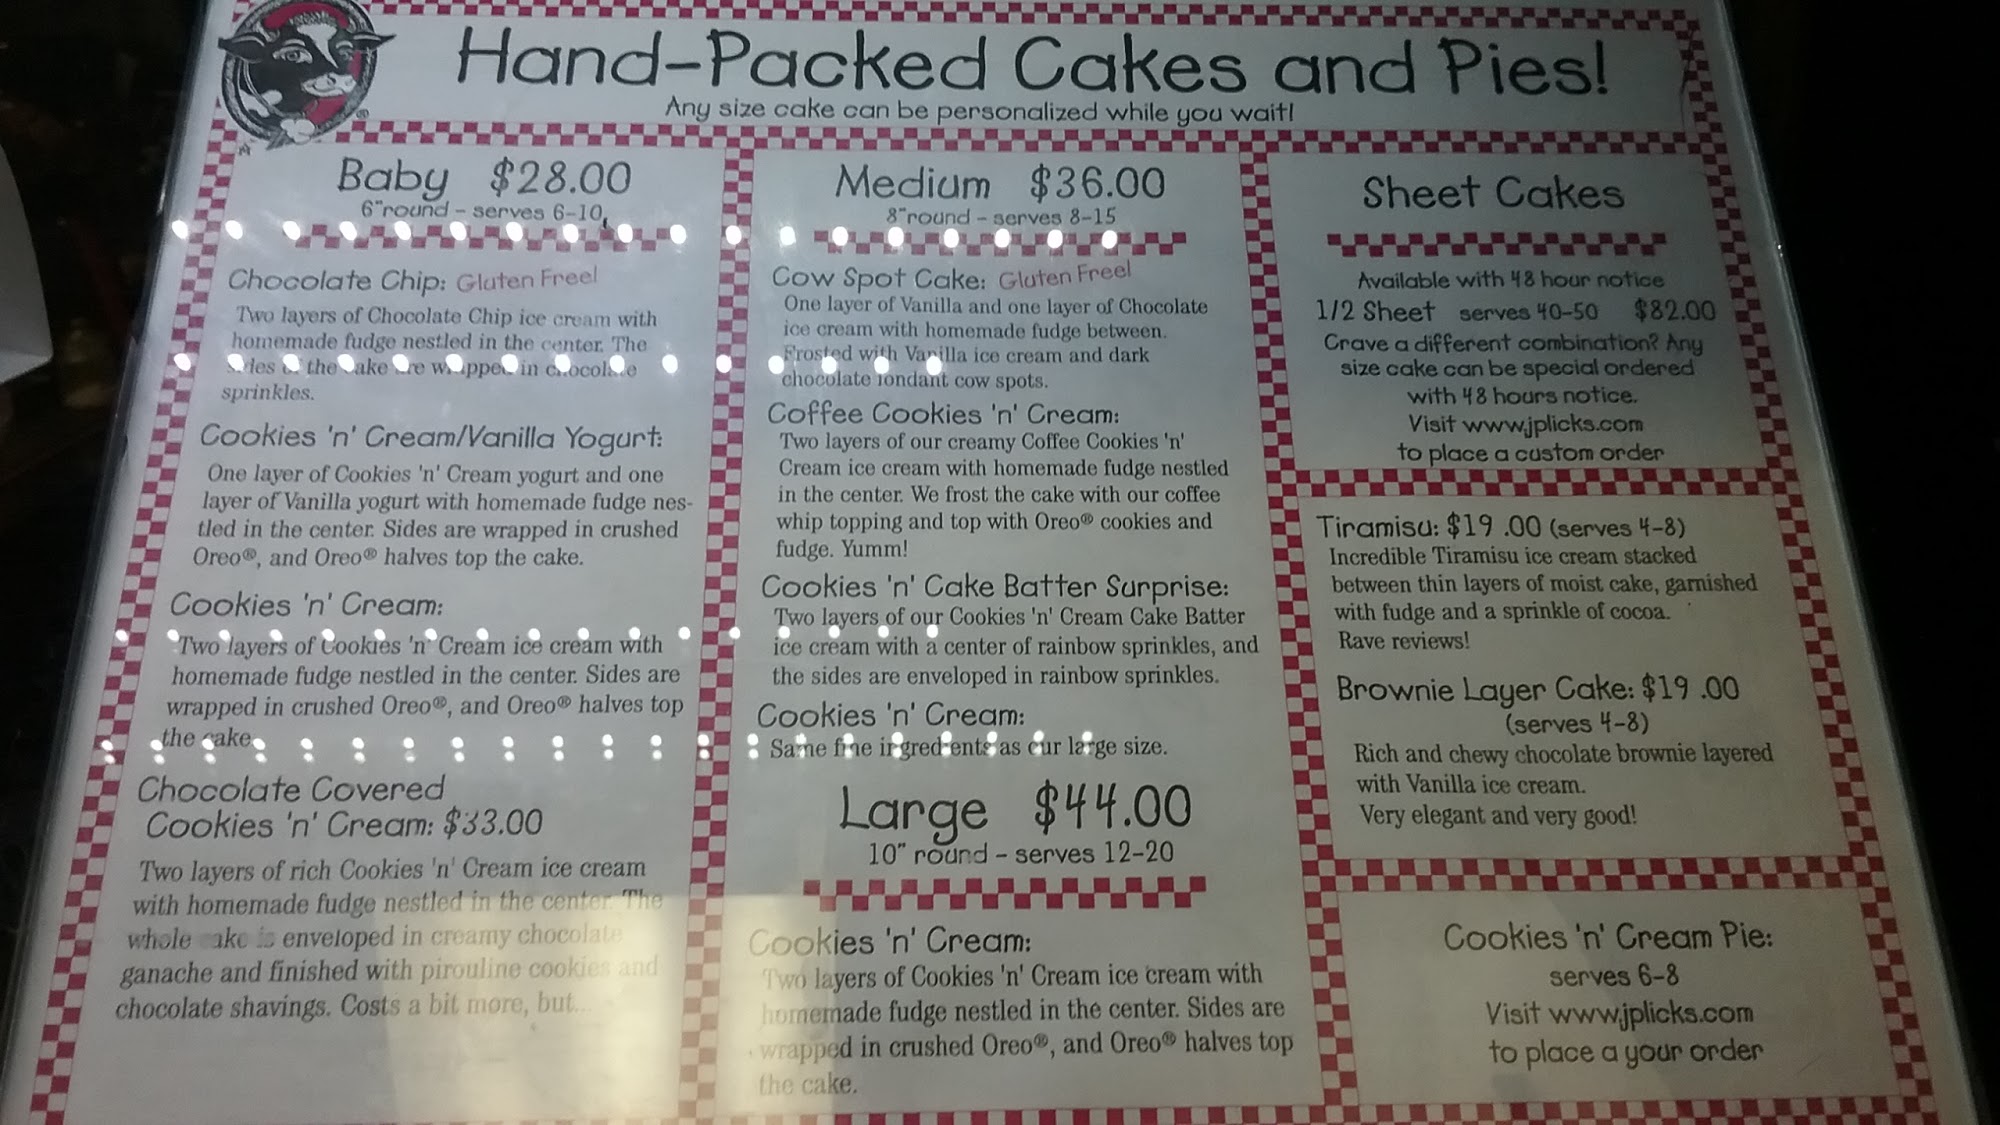 Hand-Packed Cakes and Pies!
Any size cake can be personalized while you wait!
Baby $28.00
6"round - serves 6-10
Chocolate Chip: Gluten Free!
Two layers of Chocolate Chip ice cream with
homemade fudge nestled in the center. The
sides of the cake are wrapped in chocolate
sprinkles.
Cookies 'n' Cream/Vanilla Yogurt:
One layer of Cookies 'n' Cream yogurt and one
layer of Vanilla yogurt with homemade fudge nes-
tled in the center. Sides are wrapped in crushed
Oreo®, and Oreo® halves top the cake.
Cookies 'n' Cream:
Two layers of Cookies 'n' Cream ice cream with
homemade fudge nestled in the center. Sides are
wrapped in crushed Oreo®, and Oreo® halves top
the cake.
Chocolate Covered
Cookies 'n' Cream: $33.00
Two layers of rich Cookies 'n' Cream ice cream
with homemade fudge nestled in the center. The
whole cake is enveloped in creamy chocolate
ganache and finished with pirouline cookies and
chocolate shavings. Costs a bit more, but...
Medium $36.00
8"round - serves 8-15
Cow Spot Cake: Gluten Free!
One layer of Vanilla and one layer of Chocolate
ice cream with homemade fudge between.
Frosted with Vanilla ice cream and dark
chocolate fondant cow spots.
Coffee Cookies 'n' Cream:
Two layers of our creamy Coffee Cookies 'n'
Cream ice cream with homemade fudge nestled
in the center. We frost the cake with our coffee
whip topping and top with Oreo® cookies and
fudge. Yumm!
Cookies 'n' Cake Batter Surprise:
Two layers of our Cookies 'n' Cream Cake Batter
ice cream with a center of rainbow sprinkles, and
the sides are enveloped in rainbow sprinkles.
Cookies 'n' Cream:
Same fine ingredients as our large size.
Large $44.00
10" round - serves 12-20
Cookies 'n' Cream:
Two layers of Cookies 'n' Cream ice cream with
homemade fudge nestled in the center. Sides are
wrapped in crushed Oreo®, and Oreo® halves top
the cake.
Sheet Cakes
Available with 48 hour notice
1/2 Sheet serves 40-50 $82.00
Crave a different combination? Any
size cake can be special ordered
with 48 hours notice.
Visit www.jplicks.com
to place a custom order
Tiramisu: $19 .00 (serves 4-8)
Incredible Tiramisu ice cream stacked
between thin layers of moist cake, garnished
with fudge and a sprinkle of cocoa.
Rave reviews!
Brownie Layer Cake: $19 .00
(serves 4-8)
Rich and chewy chocolate brownie layered
with Vanilla ice cream.
Very elegant and very good!
Cookies 'n' Cream Pie:
serves 6-8
Visit www.jplicks.com
to place a your order